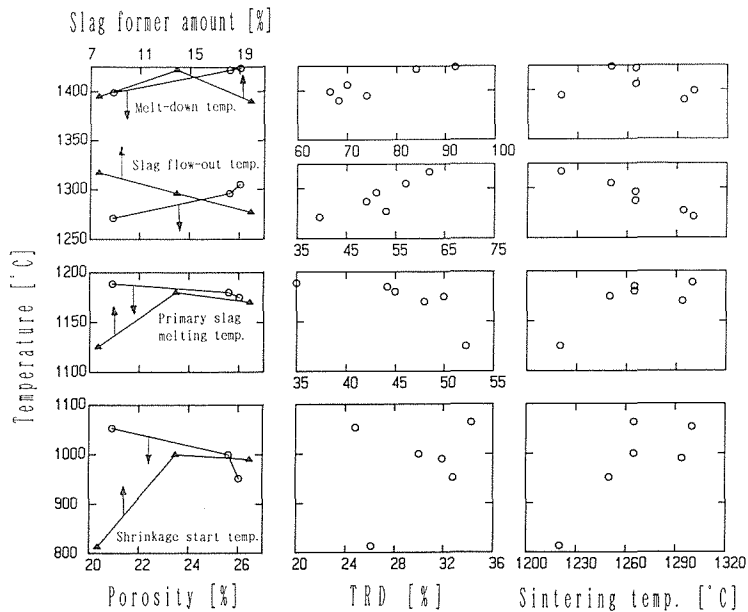 Slag former amount [%]
7 11 15 19
1400
1350
1300
1250
Melt-down temp.
Slag flow-out temp.
60 70 80 90 100
35 45 55 65 75
Temperature [°C]
1200
1150
1100
Primary slag
melting temp.
35 40 45 50 55
1100
1000
900
800
Shrinkage start temp.
20 22 24 26
20 24 28 32 36
1200 1230 1260 1290 1320
Porosity [%]
TRD [%]
Sintering temp. [°C]